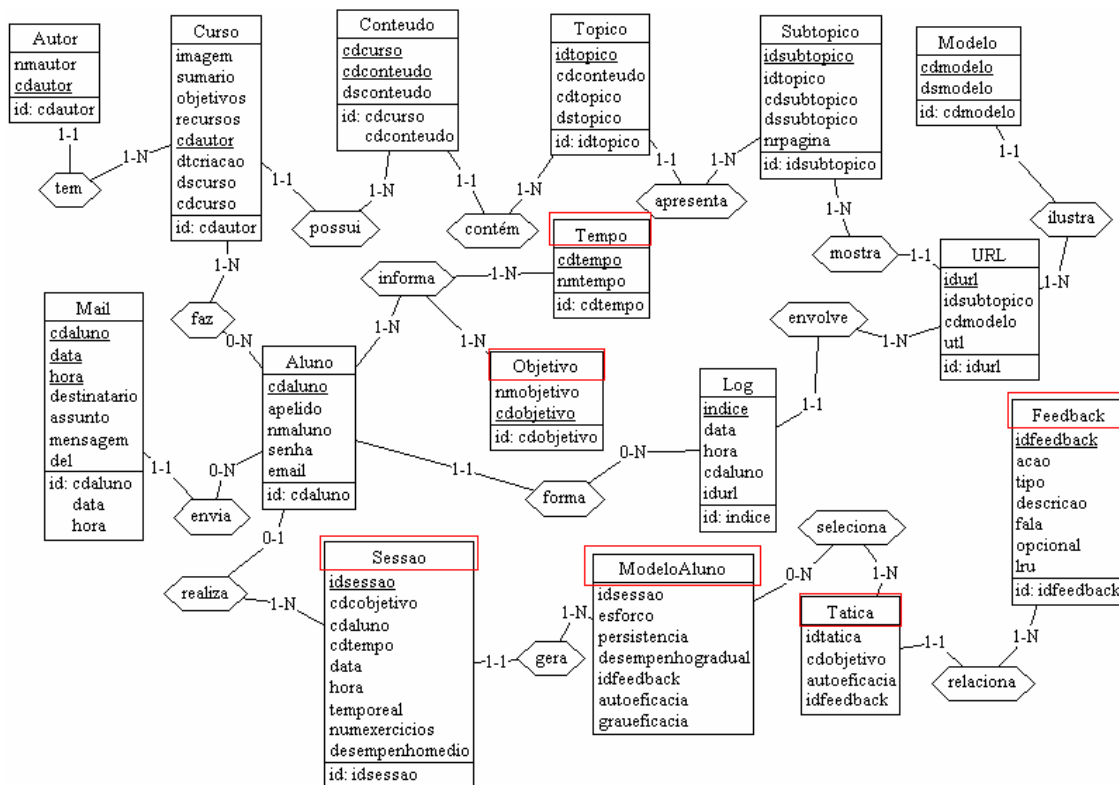 Autor
nmautor
cdautor
id: cdautor
1-1
tem
1-N
Curso
imagem
sumario
objetivos
recursos
cdautor
dtcriacao
dscurso
cdcurso
id: cdautor
1-1
possui
1-N
Conteudo
cdcurso
cdconteudo
dsconteudo
id: cdcurso
cdconteudo
1-1
contém
1-N
Topico
idtopico
cdconteudo
cdtopico
dstopico
id: idtopico
1-1
apresenta
1-N
Subtopico
idsubtopico
idtopico
cdsubtopico
dssubtopico
nrpagina
id: idsubtopico
1-N
mostra
1-1
Modelo
cdmodelo
dsmodelo
id: cdmodelo
1-1
ilustra
1-N
URL
idurl
idsubtopico
cdmodelo
utl
id: idurl
1-N
faz
0-N
informa
1-N
1-N
1-N
Tempo
cdtempo
nmtempo
id: cdtempo
Objetivo
nmobjetivo
cdobjetivo
id: cdobjetivo
envolve
1-N
1-1
Mail
cdaluno
data
hora
destinatario
assunto
mensagem
del
id: cdaluno
data
hora
1-1
envia
0-N
Aluno
cdaluno
apelido
nmaluno
senha
email
id: cdaluno
1-1
forma
0-N
Log
indice
data
hora
cdaluno
idurl
id: indice
Feedback
idfeedback
acao
tipo
descricao
fala
opcional
lru
id: idfeedback
0-1
realiza
1-N
Sessao
idsessao
cdcobjetivo
cdaluno
cdtempo
data
hora
temporeal
numexercicios
desempenhomedio
id: idsessao
1-1
gera
1-N
ModeloAluno
idsessao
esforco
persistencia
desempenhogradual
idfeedback
autoeficacia
graueficacia
0-N
seleciona
1-N
Tatica
idtatica
cdobjetivo
autoeficacia
idfeedback
1-1
relaciona
1-N